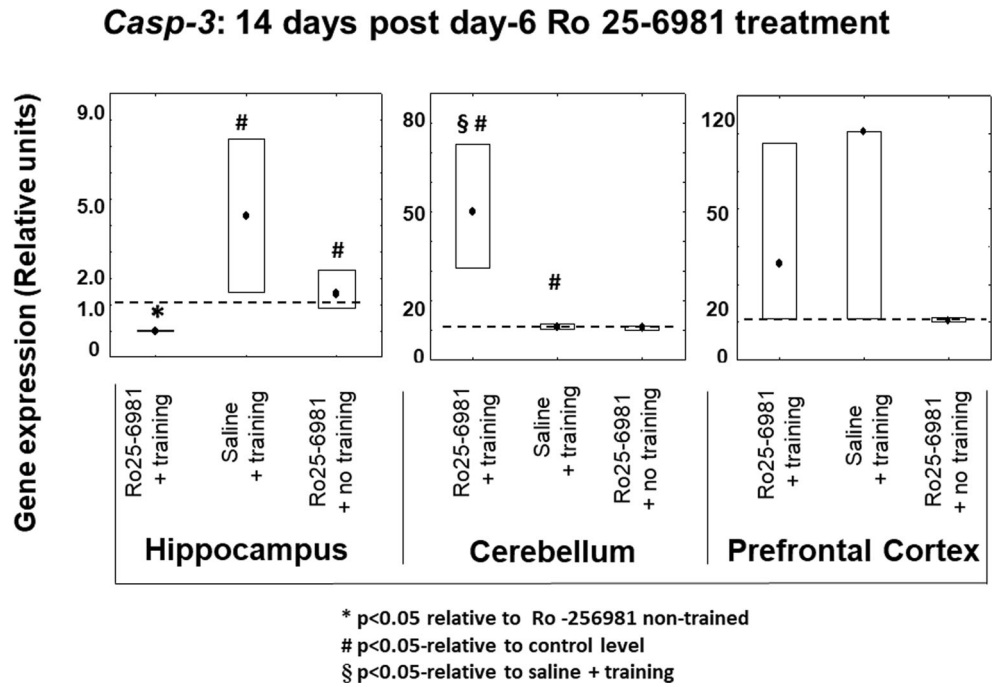 Casp-3: 14 days post day-6 Ro 25-6981 treatment
Gene expression (Relative units)
9.0
5.0
2.0
1.0
0
*
#
#
80
50
20
0
§ #
#
120
50
20
0
Ro25-6981
+ training
Saline
+ training
Ro25-6981
+ no training
Ro25-6981
+ training
Saline
+ training
Ro25-6981
+ no training
Ro25-6981
+ training
Saline
+ training
Ro25-6981
+ no training
Hippocampus
Cerebellum
Prefrontal Cortex
* p<0.05 relative to Ro -256981 non-trained
# p<0.05-relative to control level
§ p<0.05-relative to saline + training